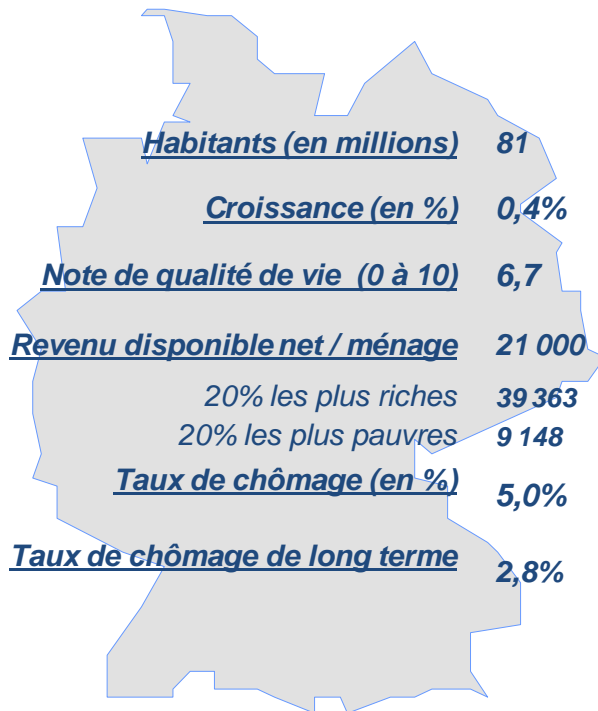 Habitants (en millions) 81
Croissance (en %) 0,4%
Note de qualité de vie (0 à 10) 6,7
Revenu disponible net / ménage 21 000
20% les plus riches 39 363
20% les plus pauvres 9 148
Taux de chômage (en %) 5,0%
Taux de chômage de long terme 2,8%